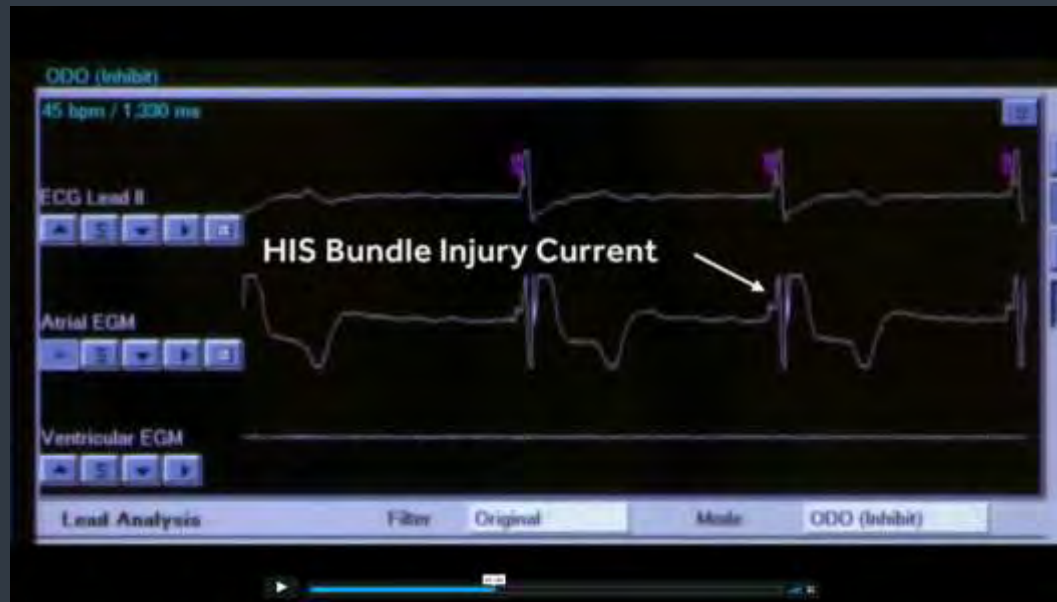 ODO (Inhibit)
45 bpm / 1.330 ms
ECG Lead II
S
HIS Bundle Injury Current
Atrial EGM
S
Ventricular EGM
S
Lead Analysis Filter Original Mode ODO (Inhibit)